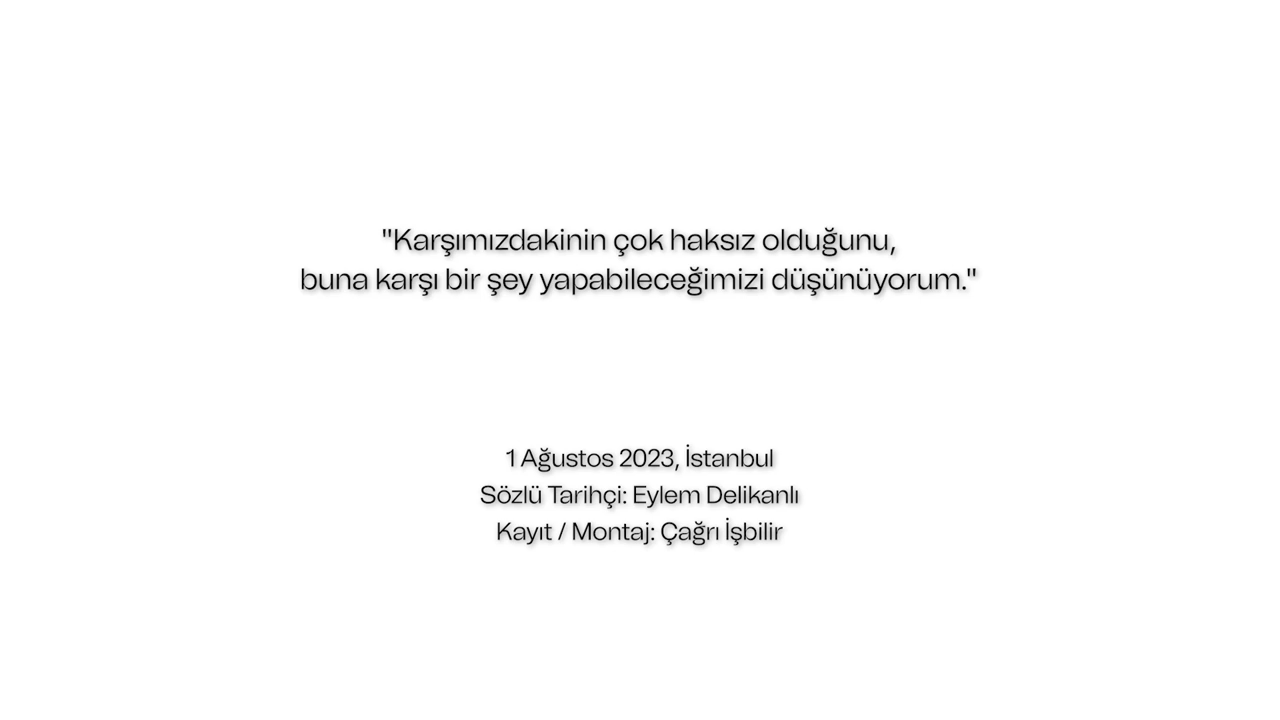 "Karşımızdakinin çok haksız olduğunu,
buna karşı bir şey yapabileceğimizi düşünüyorum."
1 Ağustos 2023, İstanbul
Sözlü Tarihçi: Eylem Delikanlı
Kayıt / Montaj: Çağrı İşbilir